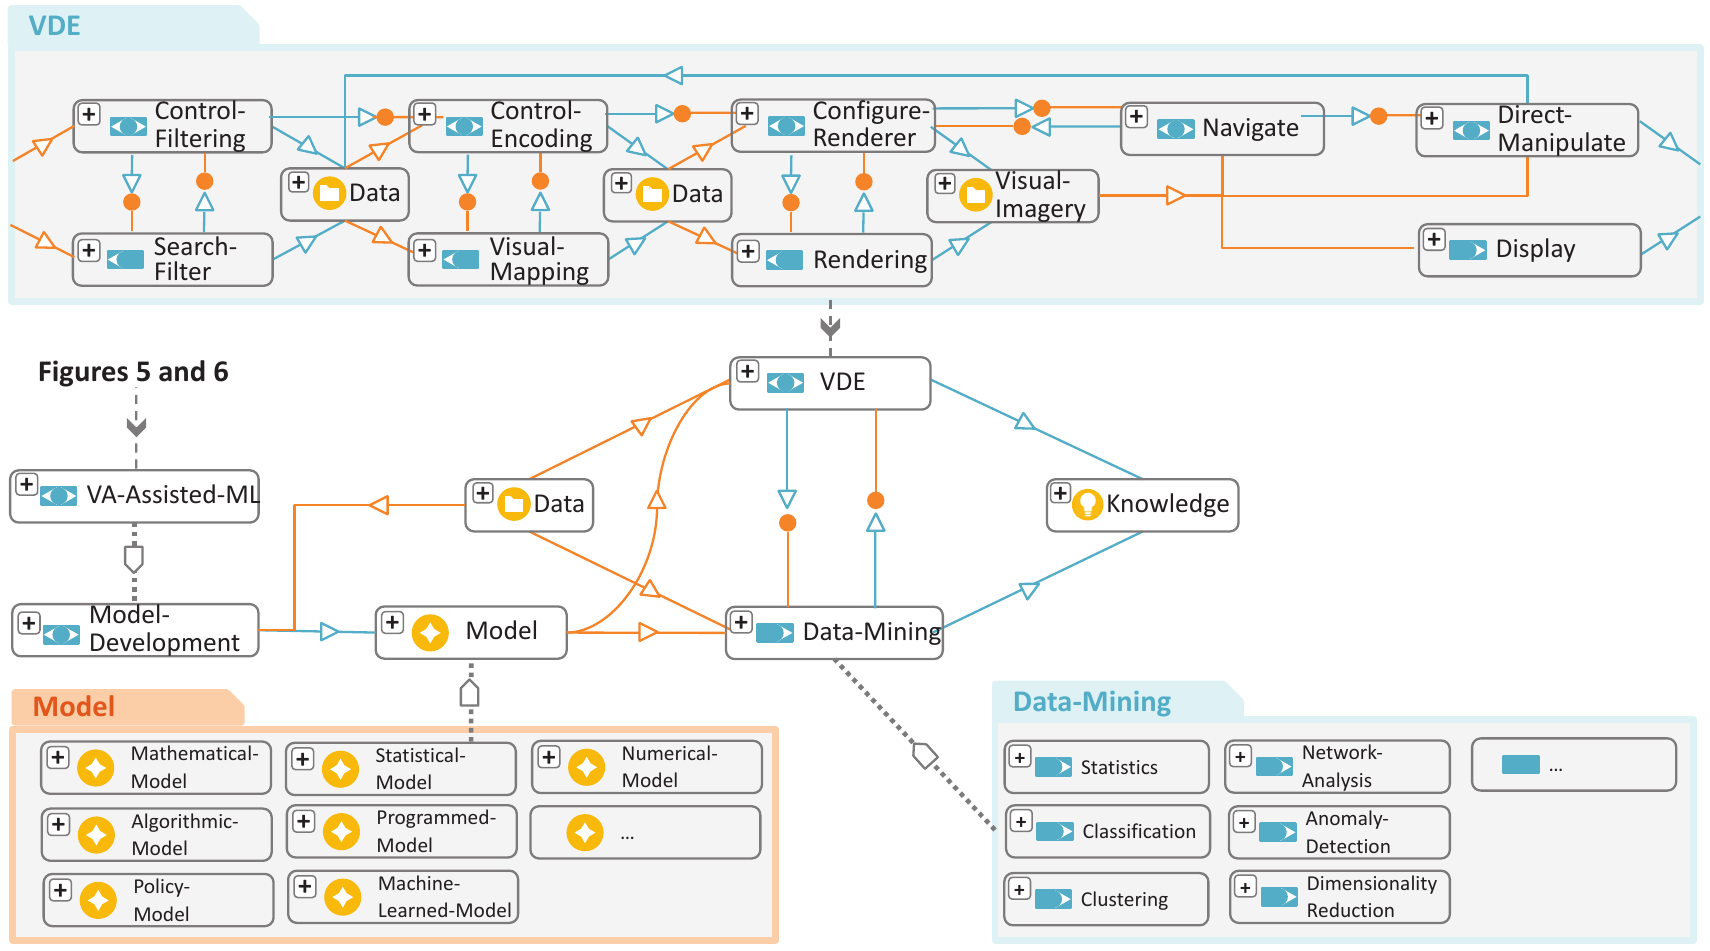 VDE
Control-
Filtering
Control-
Encoding
Configure-
Renderer
Navigate
Direct-
Manipulate
Data
Data
Visual-
Imagery
Search-
Filter
Visual-
Mapping
Rendering
Display
Figures 5 and 6
VDE
VA-Assisted-ML
Data
Knowledge
Model-
Development
Model
Data-Mining
Model
Mathematical-
Model
Statistical-
Model
Numerical-
Model
Algorithmic-
Model
Programmed-
Model
...
Policy-
Model
Machine-
Learned-Model
Data-Mining
Statistics
Network-
Analysis
...
Classification
Anomaly-
Detection
Clustering
Dimensionality
Reduction